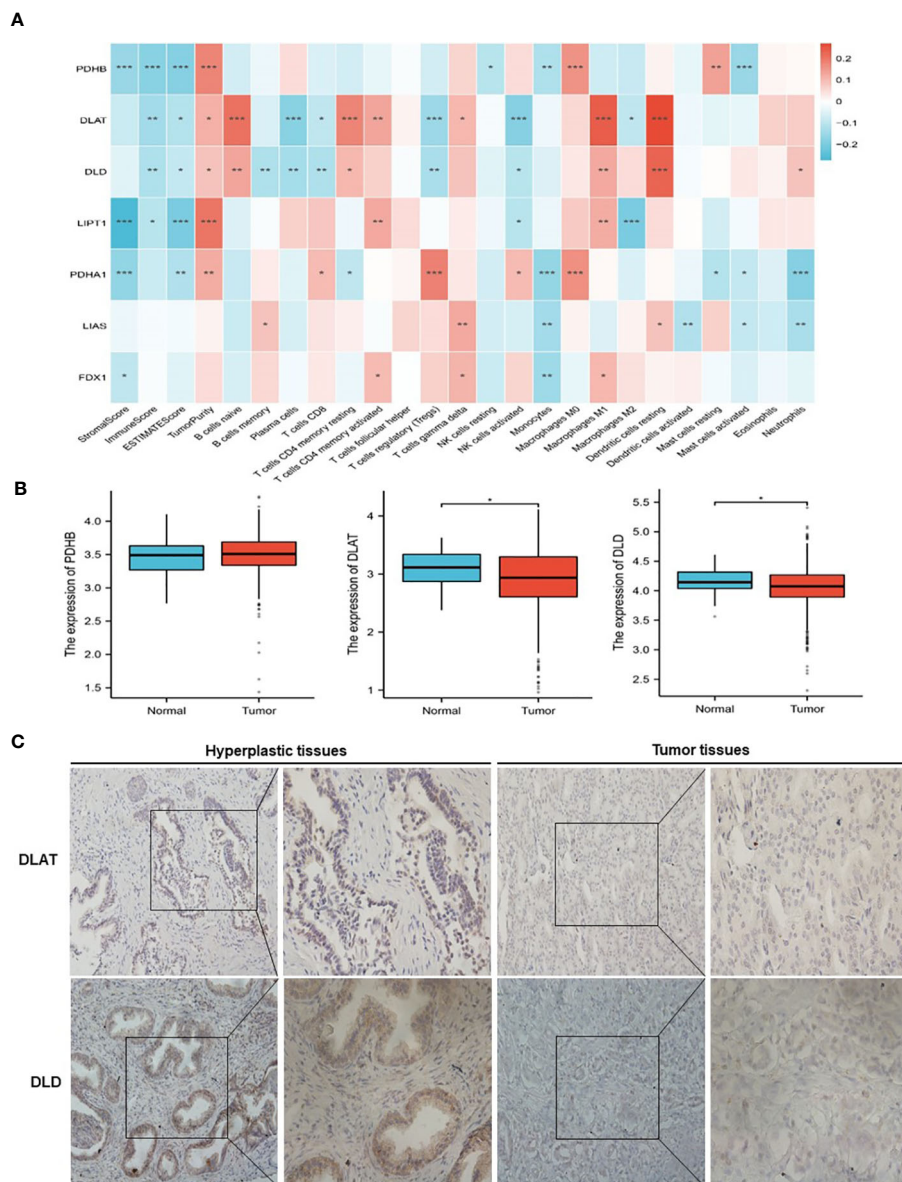 A
PDHB *** *** *** *** * ** *** ** *** 0.2
DLAT ** * * *** *** * *** ** *** * *** *** * *** 0.1
0
-0.1
DLD ** * * ** ** ** ** * ** * ** *** * -0.2
LIPT1 *** * *** *** ** * ** ***
PDHA1 *** ** ** * * *** * *** *** * * ***
LIAS * ** ** * ** * **
FDX1 * * * ** *
StromalScore
ImmuneScore
ESTIMATEScore
TumorPurity
B cells naive
B cells memory
Plasma cells
T cells CD8
T cells CD4 memory resting
T cells CD4 memory activated
T cells follicular helper
T cells regulatory (Tregs)
T cells gamma delta
NK cells resting
NK cells activated
Monocytes
Macrophages M0
Macrophages M1
Macrophages M2
Dendritic cells resting
Dendritic cells activated
Mast cells resting
Mast cells activated
Eosinophils
Neutrophils
B
The expression of PDHB
4.0
3.5
3.0
2.5
2.0
1.5
Normal Tumor
*
The expression of DLAT
4
3
2
1
Normal Tumor
*
The expression of DLD
5.5
5.0
4.5
4.0
3.5
3.0
2.5
Normal Tumor
C
Hyperplastic tissues Tumor tissues
DLAT
DLD